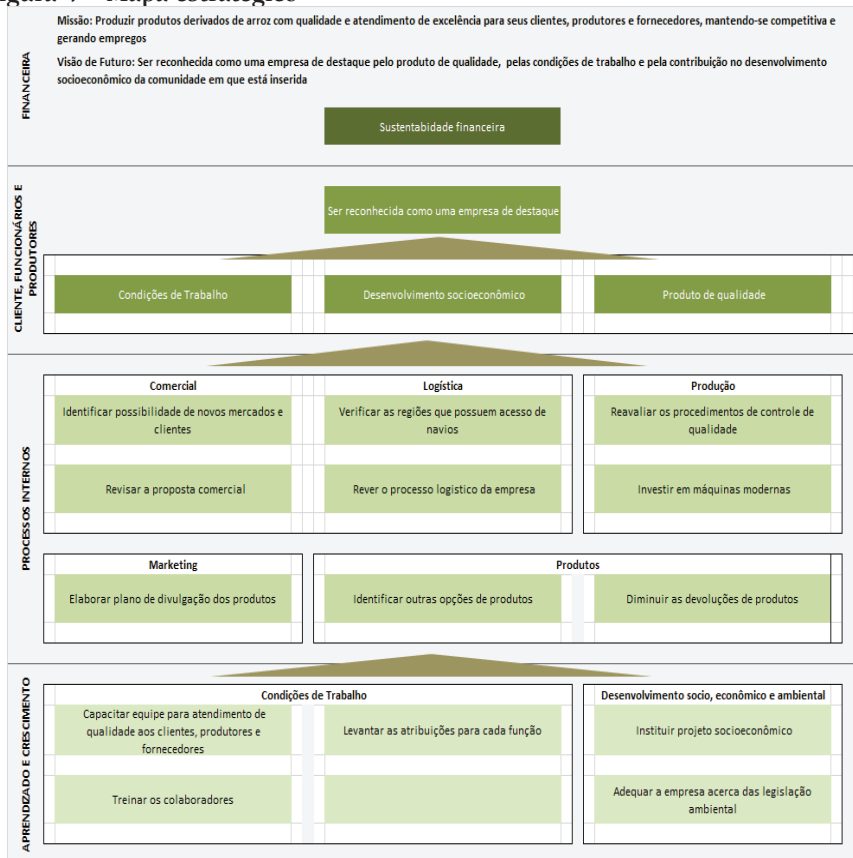 Missão: Produzir produtos derivados de arroz com qualidade e atendimento de excelência para seus clientes, produtores e fornecedores, mantendo-se competitiva e
gerando empregos
Visão de Futuro: Ser reconhecida como uma empresa de destaque pelo produto de qualidade, pelas condições de trabalho e pela contribuição no desenvolvimento
socioeconômico da comunidade em que está inserida
FINANCEIRA
Sustentabidade financeira
CLIENTE, FUNCIONÁRIOS E
PRODUTORES
Ser reconhecida como uma empresa de destaque
Condições de Trabalho
Desenvolvimento socioeconômico
Produto de qualidade
PROCESSOS INTERNOS
Comercial
Identificar possibilidade de novos mercados e
clientes
Revisar a proposta comercial
Logística
Verificar as regiões que possuem acesso de
navios
Rever o processo logistico da empresa
Produção
Reavaliar os procedimentos de controle de
qualidade
Investir em máquinas modernas
Marketing
Elaborar plano de divulgação dos produtos
Produtos
Identificar outras opções de produtos
Diminuir as devoluções de produtos
APRENDIZADO E CRESCIMENTO
Condições de Trabalho
Capacitar equipe para atendimento de
qualidade aos clientes, produtores e
fornecedores
Levantar as atribuições para cada função
Treinar os colaboradores
Desenvolvimento socio, econômico e ambiental
Instituir projeto socioeconômico
Adequar a empresa acerca das legislação
ambiental